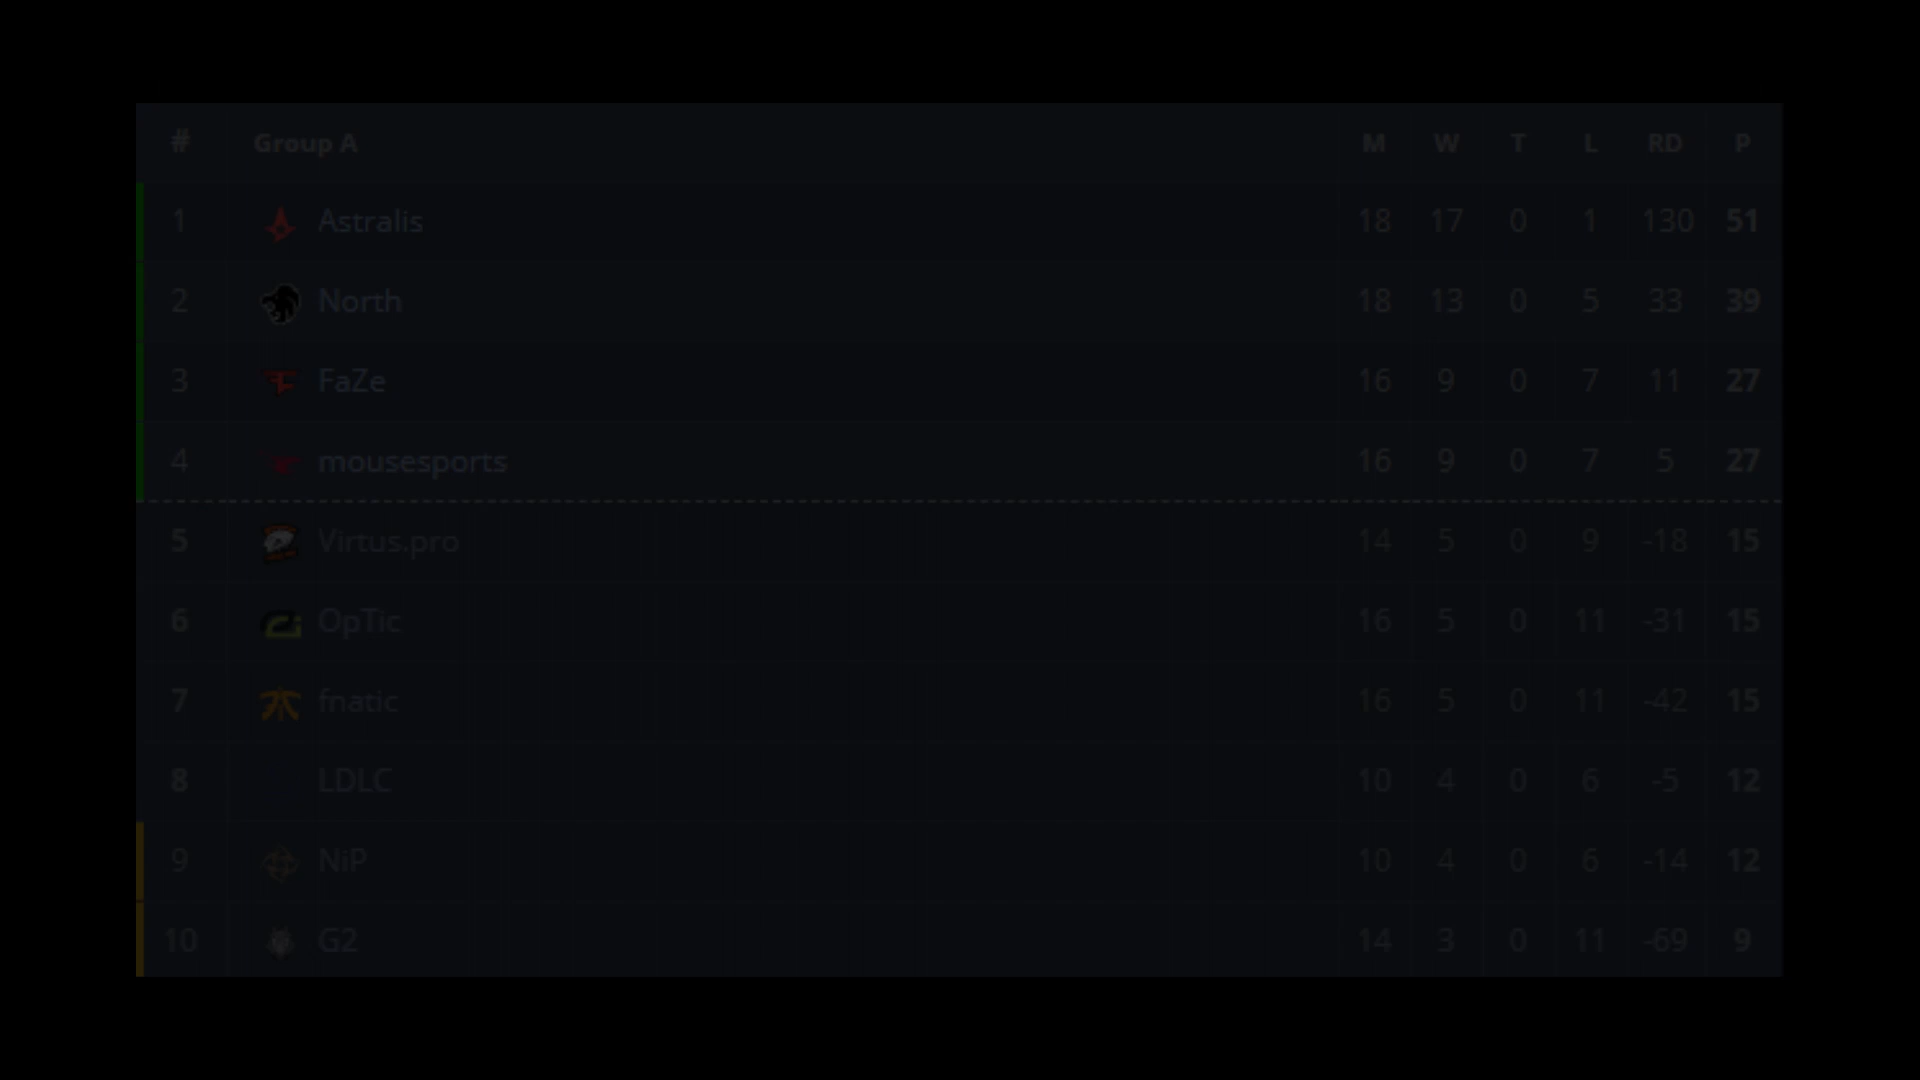 # Group A M W T L RD P
1 Astralis 18 17 0 1 130 51
2 North 18 13 0 5 33 39
3 FaZe 16 9 0 7 11 27
4 mousesports 16 9 0 7 5 27
5 Virtus.pro 14 5 0 9 -18 15
6 OpTic 16 5 0 11 -31 15
7 fnatic 16 5 0 11 -42 15
8 LDLC 10 4 0 6 -5 12
9 NiP 10 4 0 6 -14 12
10 G2 14 3 0 11 -69 9